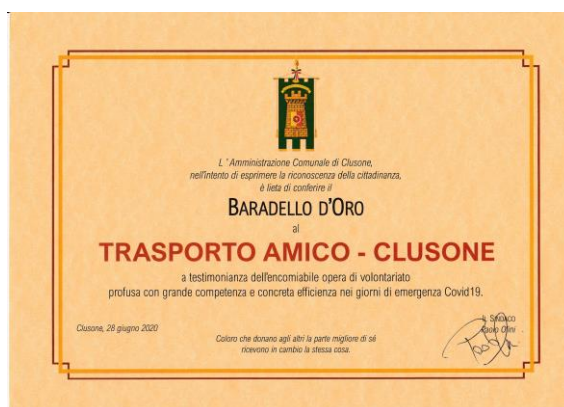 L'Amministrazione Comunale di Clusone,
nell'intento di esprimere la riconoscenza della cittadinanza,
è lieta di conferire il
BARADELLO D'ORO
al
TRASPORTO AMICO - CLUSONE
a testimonianza dell'encomiabile opera di volontariato
profusa con grande competenza e concreta efficienza nei giorni di emergenza Covid19.
Clusone, 28 giugno 2020
Coloro che donano agli altri la parte migliore di sé
ricevono in cambio la stessa cosa.
IL SINDACO
Paolo Olini